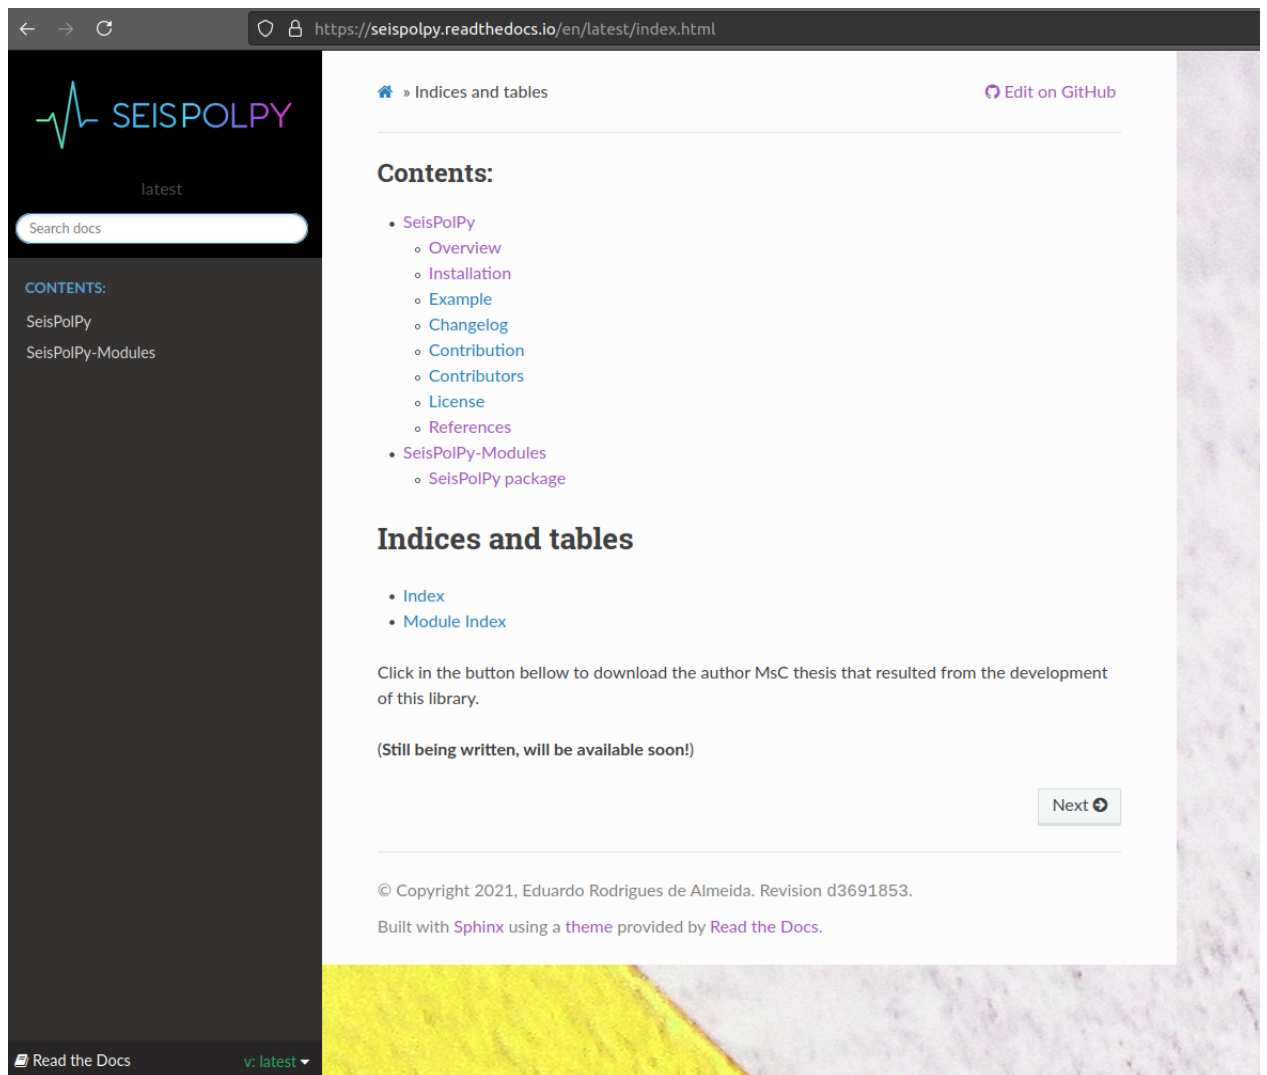 https://seispolpy.readthedocs.io/en/latest/index.html
SEISPOLPY
latest
Search docs
CONTENTS:
SeisPolPy
SeisPolPy-Modules
Read the Docs
v: latest
» Indices and tables
Edit on GitHub
Contents:
SeisPolPy
Overview
Installation
Example
Changelog
Contribution
Contributors
License
References
SeisPolPy-Modules
SeisPolPy package
Indices and tables
Index
Module Index
Click in the button bellow to download the author MsC thesis that resulted from the development
of this library.
(Still being written, will be available soon!)
Next
© Copyright 2021, Eduardo Rodrigues de Almeida. Revision d3691853.
Built with Sphinx using a theme provided by Read the Docs.